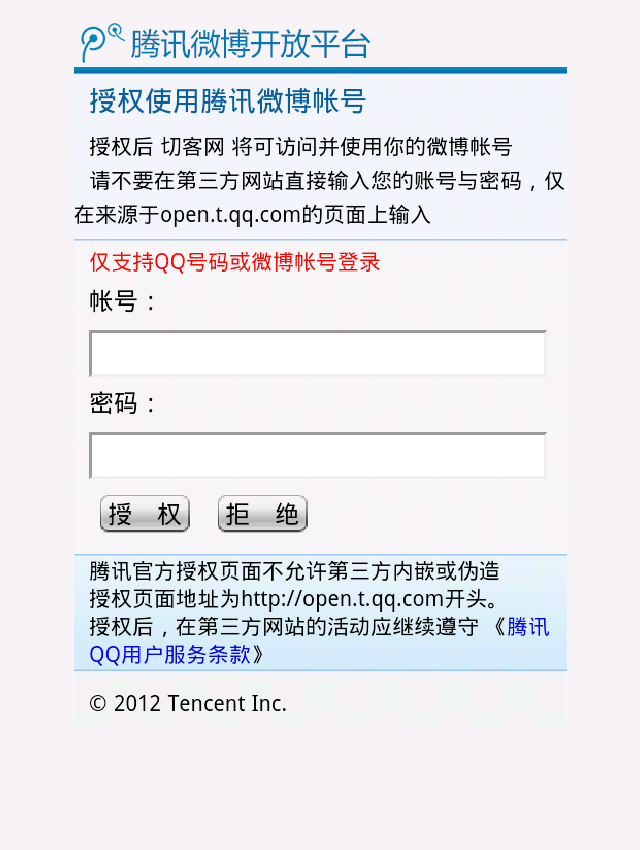 腾讯微博开放平台
授权使用腾讯微博帐号
授权后 切客网 将可访问并使用你的微博帐号
请不要在第三方网站直接输入您的账号与密码，仅
在来源于open.t.qq.com的页面上输入
仅支持QQ号码或微博帐号登录
帐号：
密码：
授 权 拒 绝
腾讯官方授权页面不允许第三方内嵌或伪造
授权页面地址为http://open.t.qq.com开头。
授权后，在第三方网站的活动应继续遵守 《腾讯
QQ用户服务条款》
© 2012 Tencent Inc.